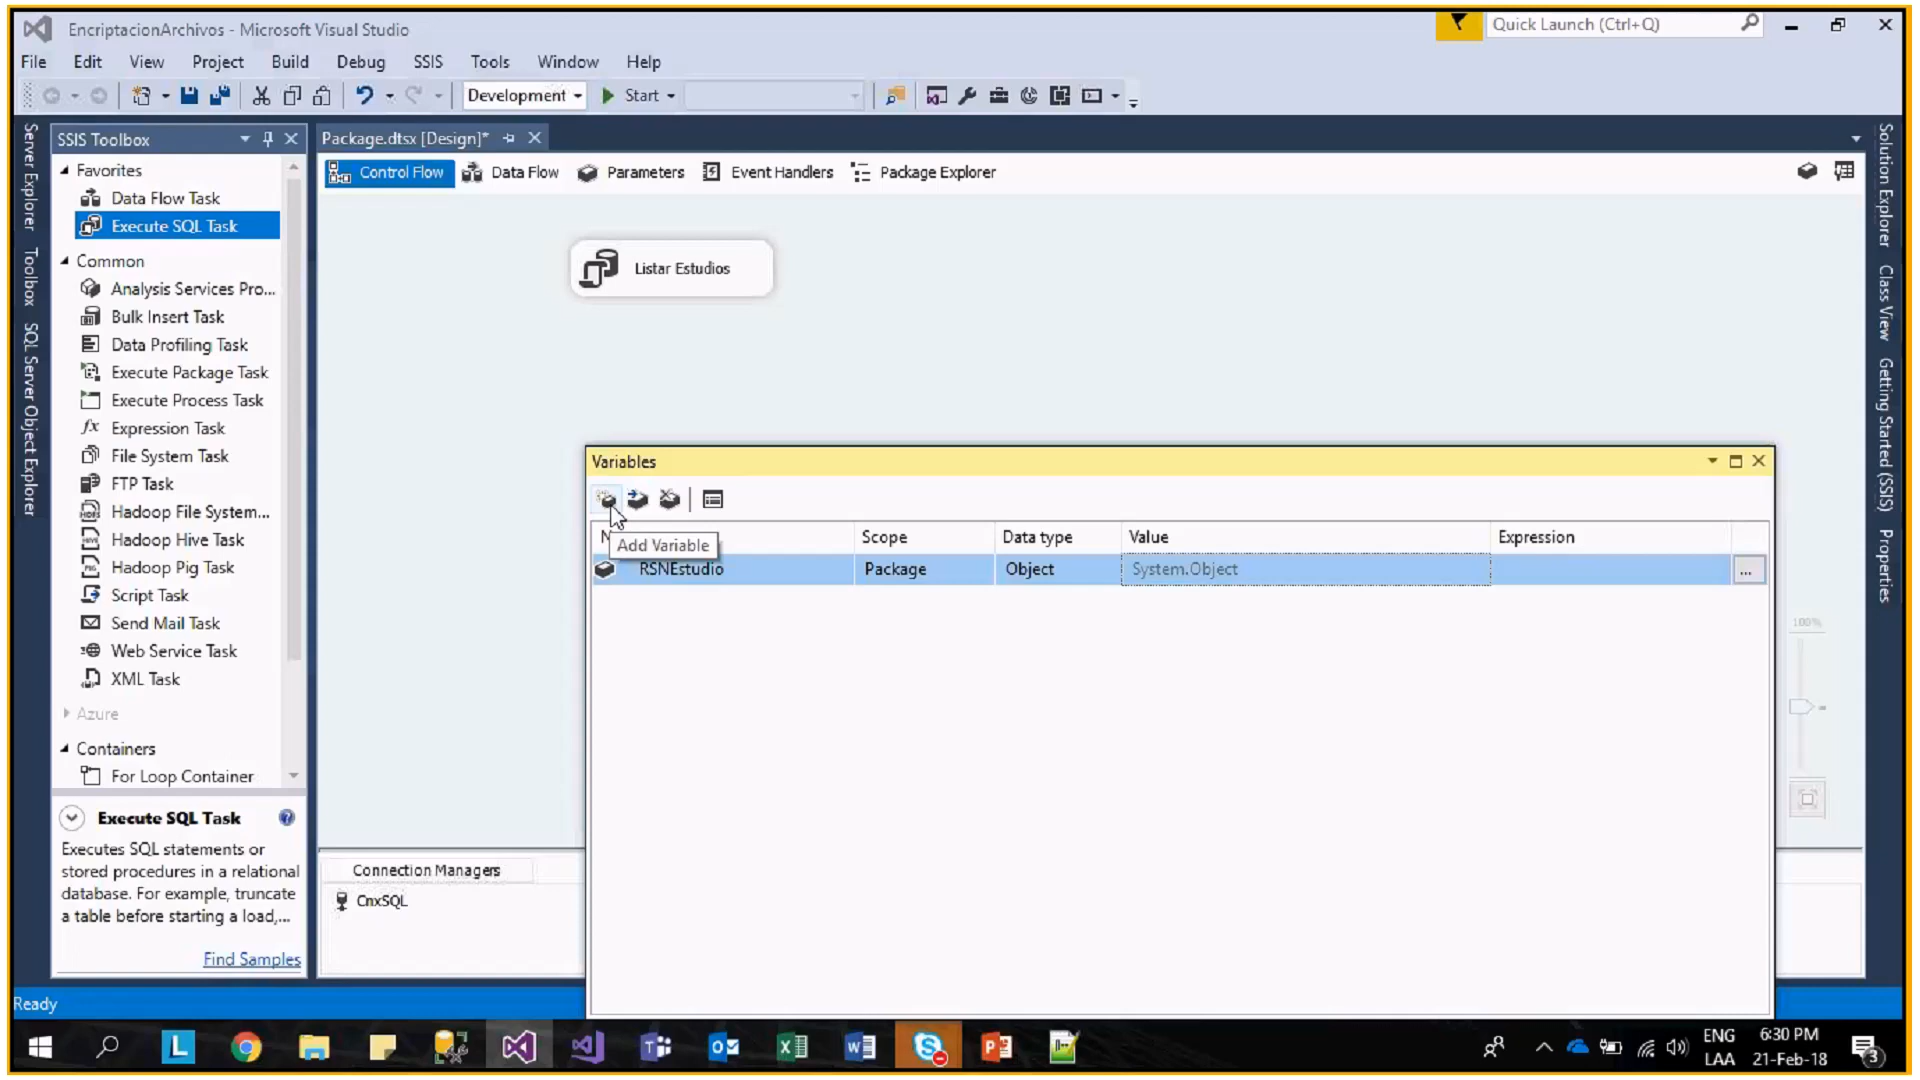 EncriptacionArchivos - Microsoft Visual Studio
Quick Launch (Ctrl+Q)
File Edit View Project Build Debug SSIS Tools Window Help
Development
Start
Server Explorer
Toolbox
SQL Server Object Explorer
SSIS Toolbox
Favorites
Data Flow Task
Execute SQL Task
Common
Analysis Services Pro...
Bulk Insert Task
Data Profiling Task
Execute Package Task
Execute Process Task
Expression Task
File System Task
FTP Task
Hadoop File System...
Hadoop Hive Task
Hadoop Pig Task
Script Task
Send Mail Task
Web Service Task
XML Task
Azure
Containers
For Loop Container
Execute SQL Task
Executes SQL statements or
stored procedures in a relational
database. For example, truncate
a table before starting a load,...
Find Samples
Package.dtsx [Design]*
Control Flow Data Flow Parameters Event Handlers Package Explorer
Listar Estudios
Variables
Scope Data type Value Expression
Add Variable
RSNEstudio Package Object System.Object ...
100%
Connection Managers
CnxSQL
Solution Explorer
Class View
Getting Started (SSIS)
Properties
Ready
ENG
LAA
6:30 PM
21-Feb-18
3